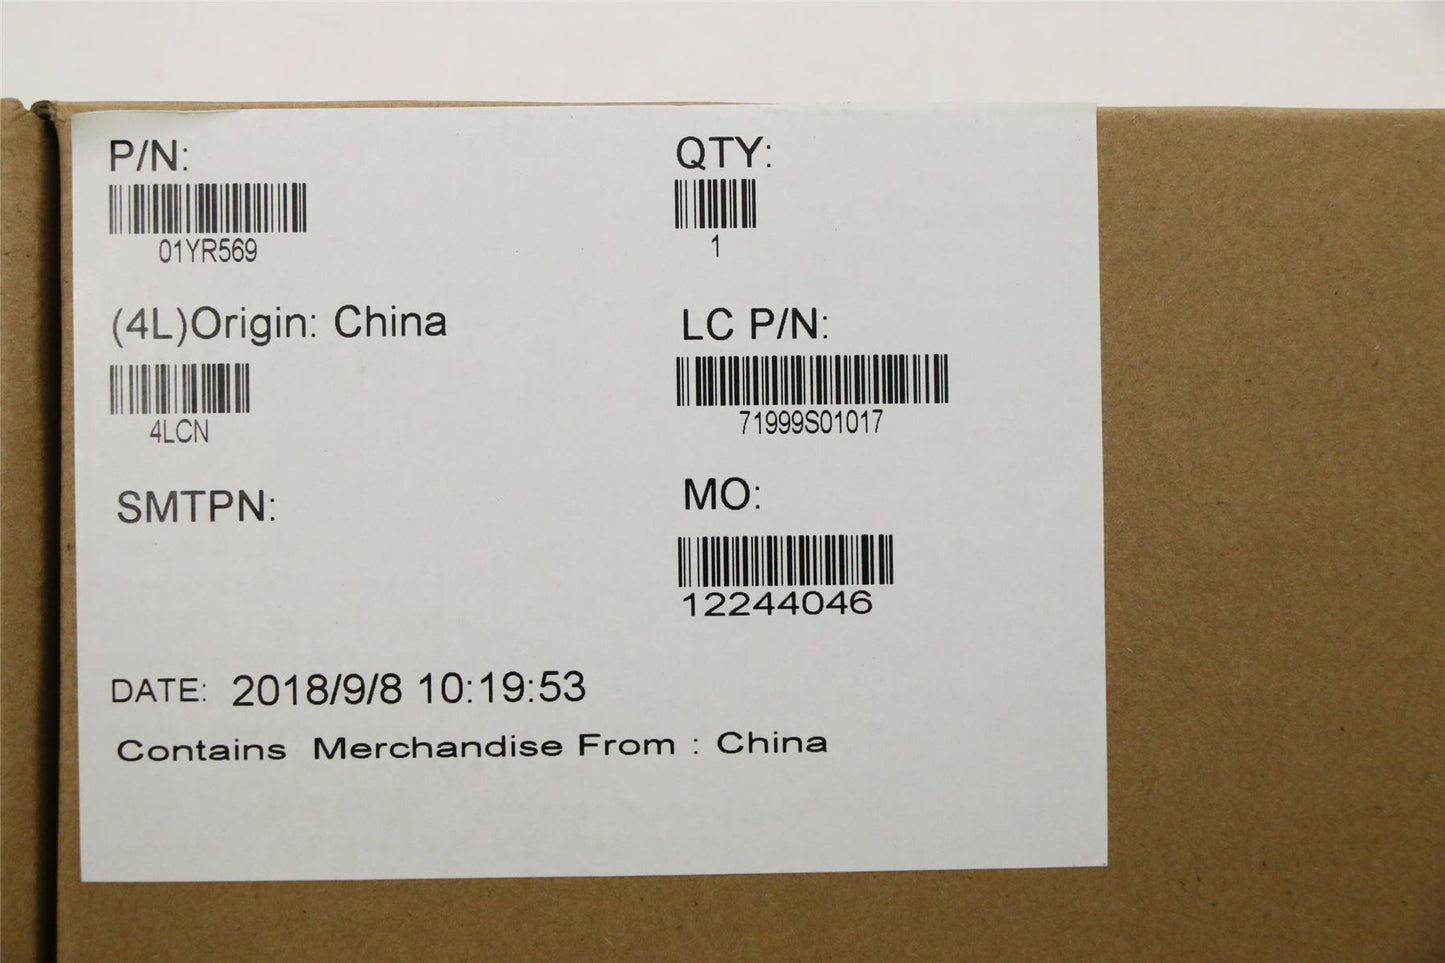 P/N:
01YR569
QTY:
1
(4L)Origin: China
4LCN
LC P/N:
71999S01017
SMTPN:
MO:
12244046
DATE: 2018/9/8 10:19:53
Contains Merchandise From : China